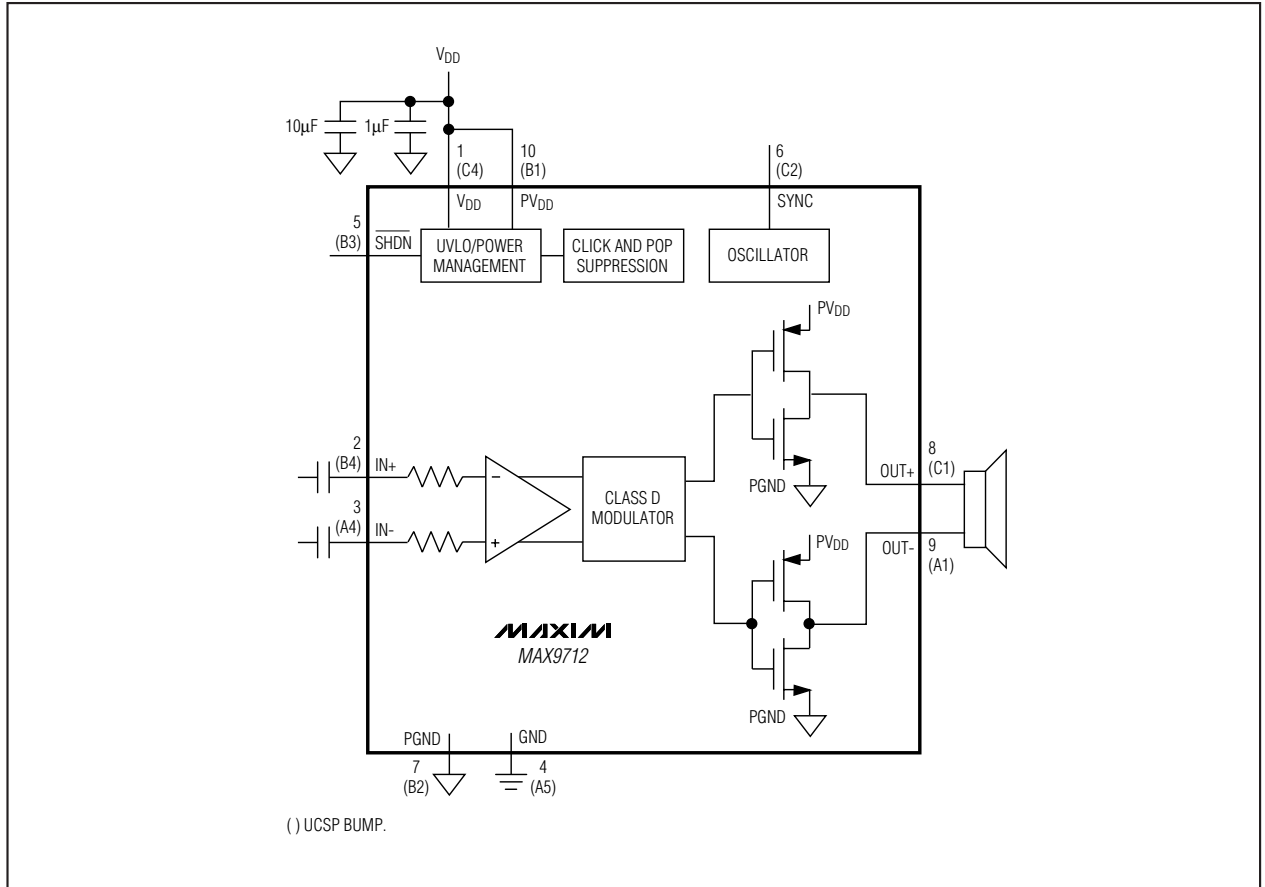 VDD
10μF
1μF
1
(C4)
10
(B1)
6
(C2)
VDD
PVDD
SYNC
5
(B3)
SHDN
UVLO/POWER
MANAGEMENT
CLICK AND POP
SUPPRESSION
OSCILLATOR
PVDD
2
(B4)
IN+
3
(A4)
IN-
−
+
CLASS D
MODULATOR
PGND
OUT+
8
(C1)
PVDD
OUT-
9
(A1)
MAXIM
MAX9712
PGND
PGND
GND
7
(B2)
4
(A5)
( ) UCSP BUMP.